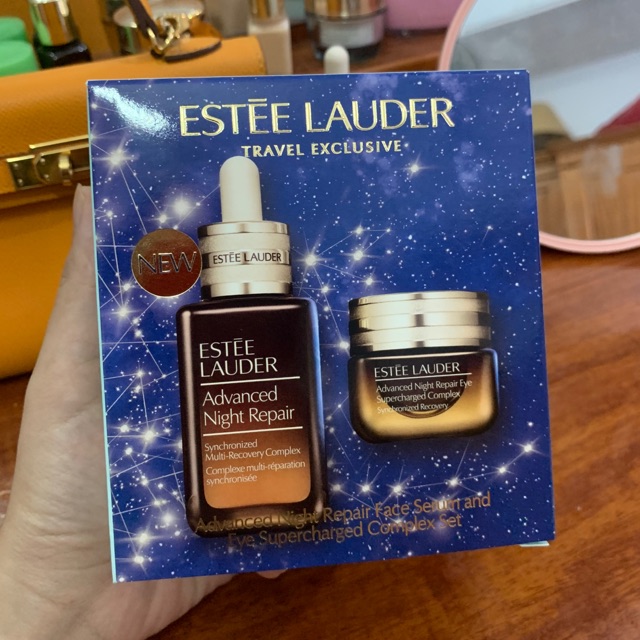 ESTĒE LAUDER
TRAVEL EXCLUSIVE
NEW
ESTĒE LAUDER
ESTĒE
LAUDER
Advanced
Night Repair
Synchronized
Multi-Recovery Complex
Complexe multi-réparation
synchronisée
ESTĒE LAUDER
Advanced Night Repair Eye
Supercharged Complex
Synchronized Recovery
Advanced Night Repair Face Serum and
Eye Supercharged Complex Set